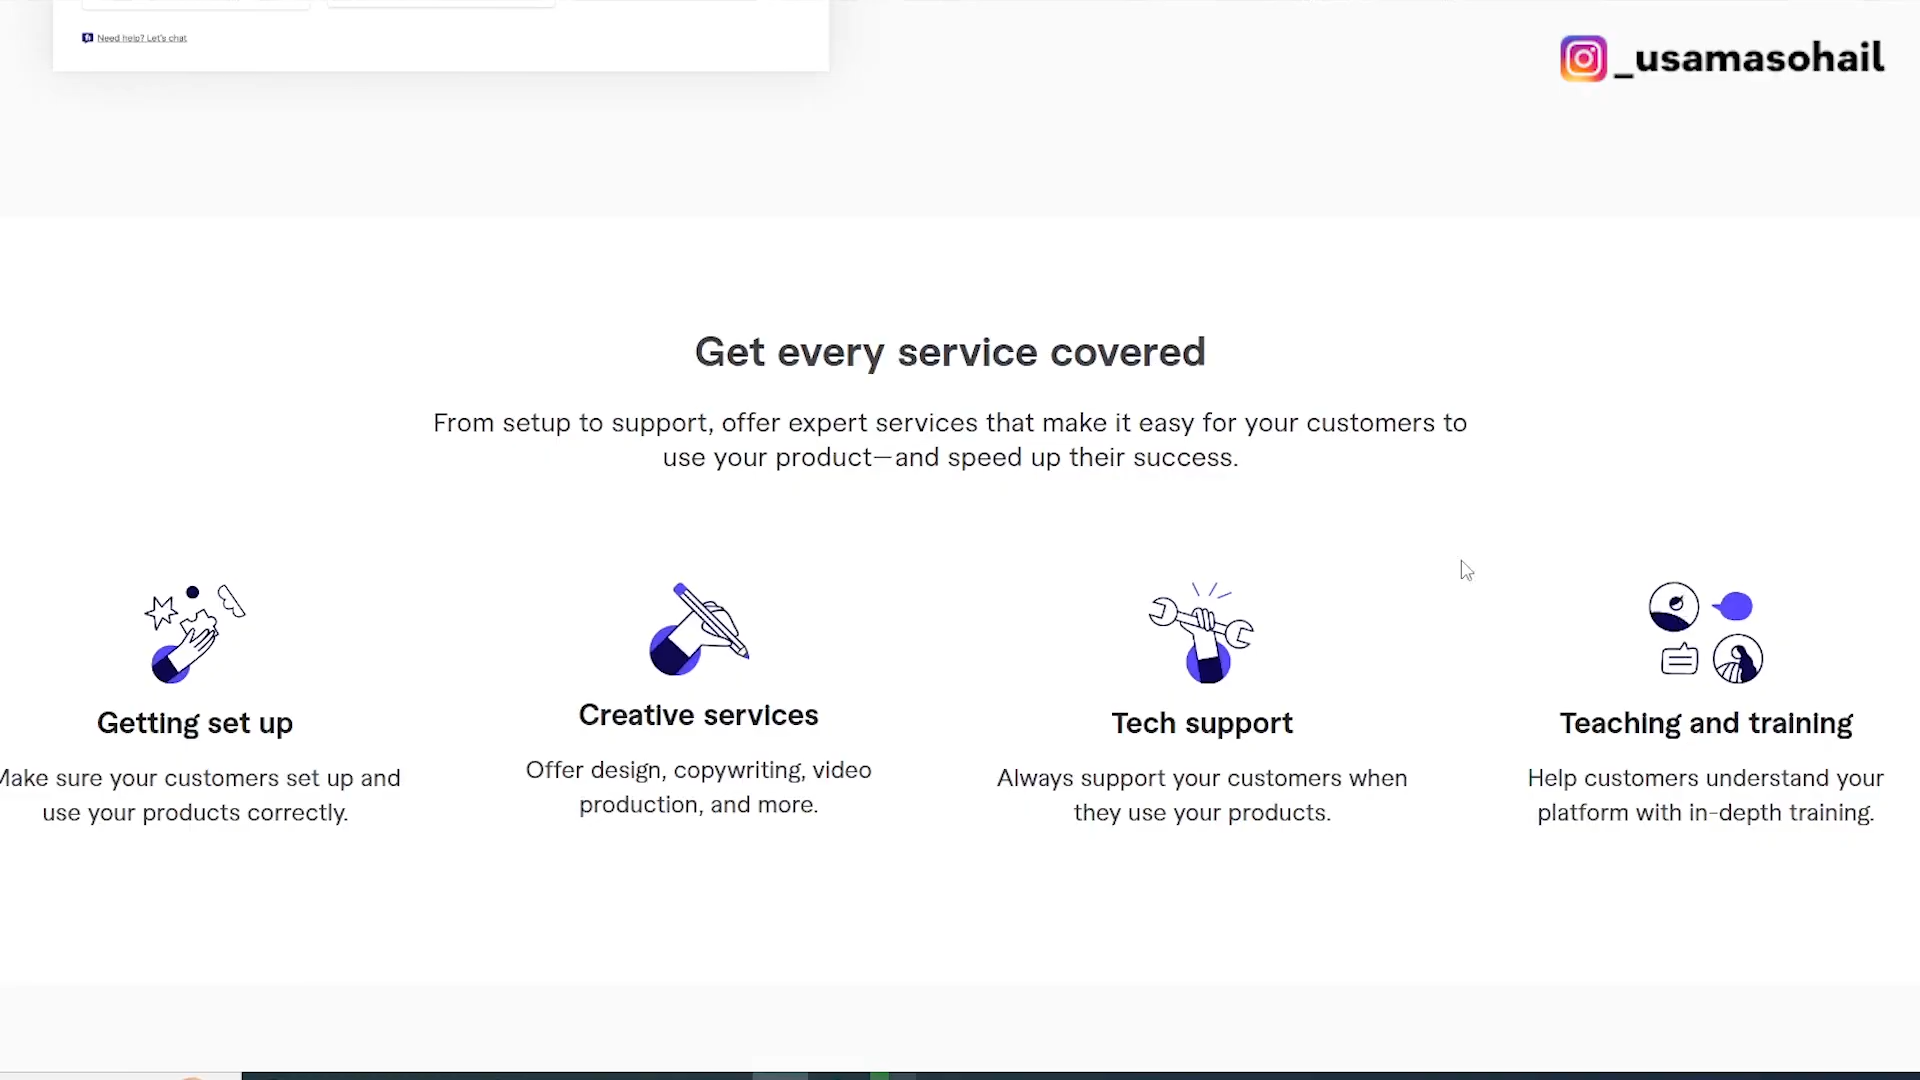 Need help? Let's chat
_usamasohail
Get every service covered
From setup to support, offer expert services that make it easy for your customers to
use your product—and speed up their success.
Getting set up
Make sure your customers set up and
use your products correctly.
Creative services
Offer design, copywriting, video
production, and more.
Tech support
Always support your customers when
they use your products.
Teaching and training
Help customers understand your
platform with in-depth training.